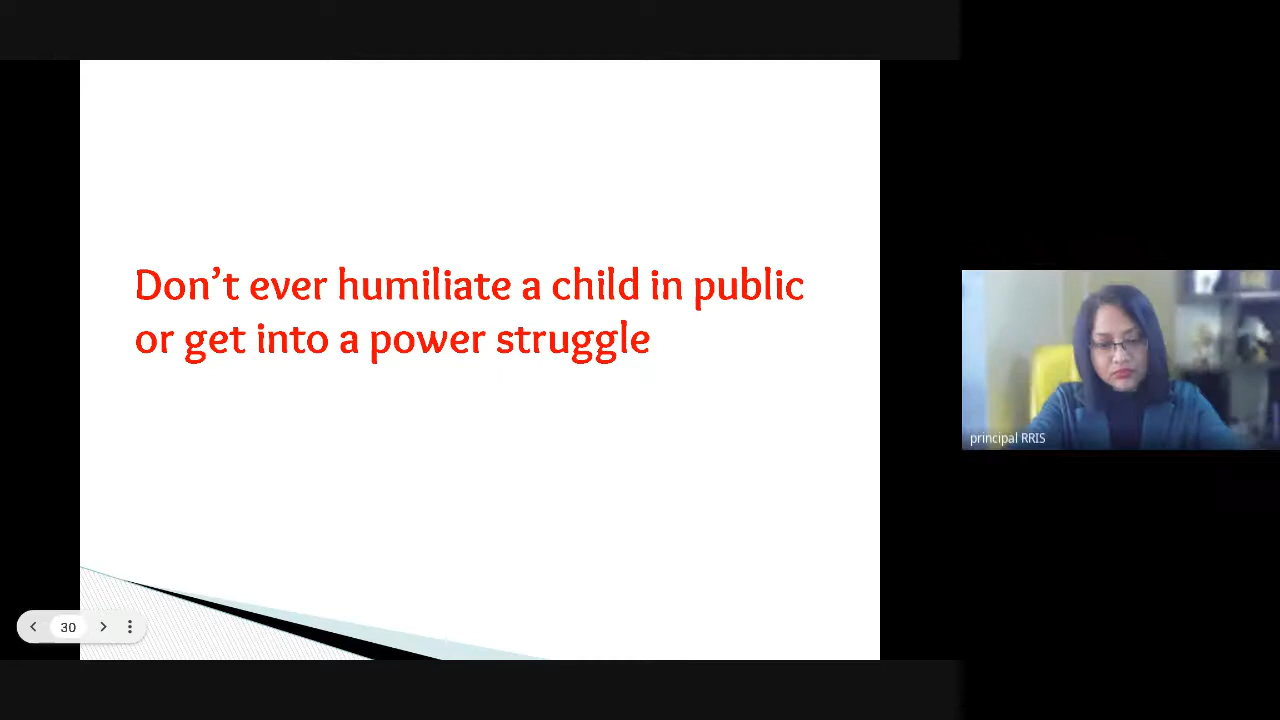 Don’t ever humiliate a child in public
or get into a power struggle
principal RRIS
30